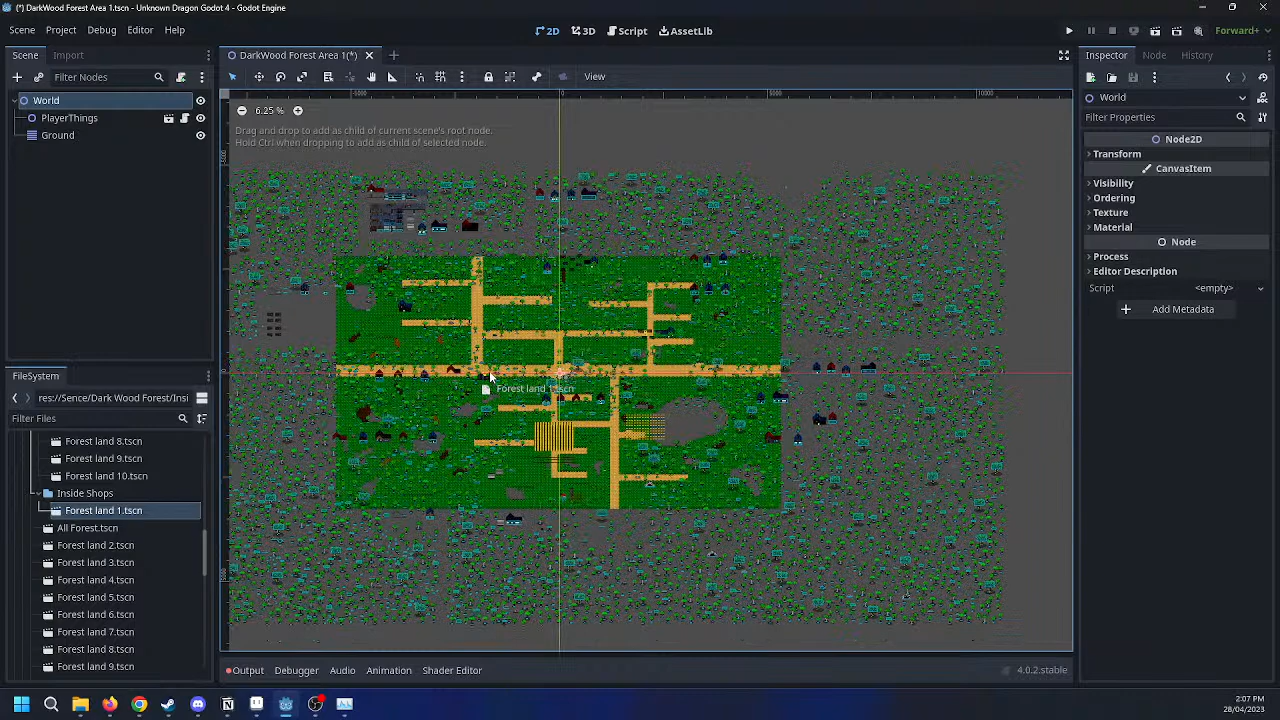 (*) DarkWood Forest Area 1.tscn - Unknown Dragon Godot 4 - Godot Engine
Scene Project Debug Editor Help
2D 3D Script AssetLib
Forward+
Scene Import
DarkWood Forest Area 1(*)
Inspector Node History
Filter Nodes
View
World
PlayerThings
Ground
6.25 %
-5000 0 5000 10000
Drag and drop to add as child of current scene's root node.
Hold Ctrl when dropping to add as child of selected node.
World
Filter Properties
Node2D
Transform
CanvasItem
Visibility
Ordering
Texture
Material
Node
Process
Editor Description
Script <empty>
Add Metadata
FileSystem
res://Sence/Dark Wood Forest/Insi
Filter Files
Forest land 8.tscn
Forest land 9.tscn
Forest land 10.tscn
Inside Shops
Forest land 1.tscn
All Forest.tscn
Forest land 2.tscn
Forest land 3.tscn
Forest land 4.tscn
Forest land 5.tscn
Forest land 6.tscn
Forest land 7.tscn
Forest land 8.tscn
Forest land 9.tscn
Forest land 1.tscn
Output Debugger Audio Animation Shader Editor
4.0.2.stable
2:07 PM
28/04/2023